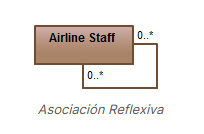 Airline Staff
0..*
0..*
Asociación Reflexiva